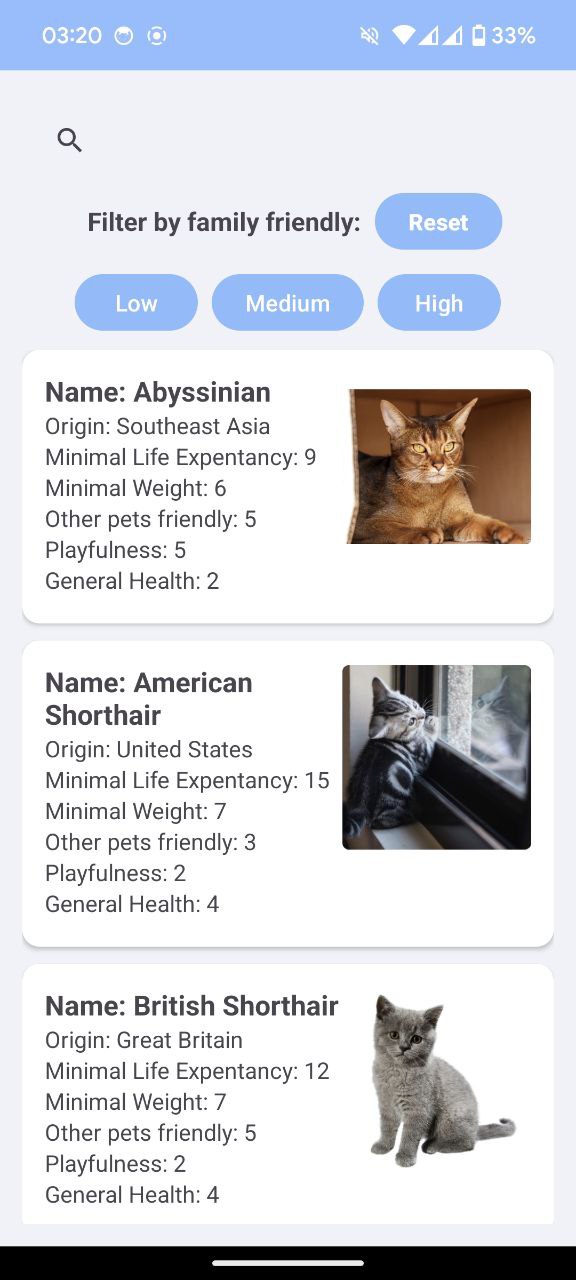 03:20 33%
Filter by family friendly: Reset
Low Medium High
Name: Abyssinian
Origin: Southeast Asia
Minimal Life Expentancy: 9
Minimal Weight: 6
Other pets friendly: 5
Playfulness: 5
General Health: 2
Name: American
Shorthair
Origin: United States
Minimal Life Expentancy: 15
Minimal Weight: 7
Other pets friendly: 3
Playfulness: 2
General Health: 4
Name: British Shorthair
Origin: Great Britain
Minimal Life Expentancy: 12
Minimal Weight: 7
Other pets friendly: 5
Playfulness: 2
General Health: 4